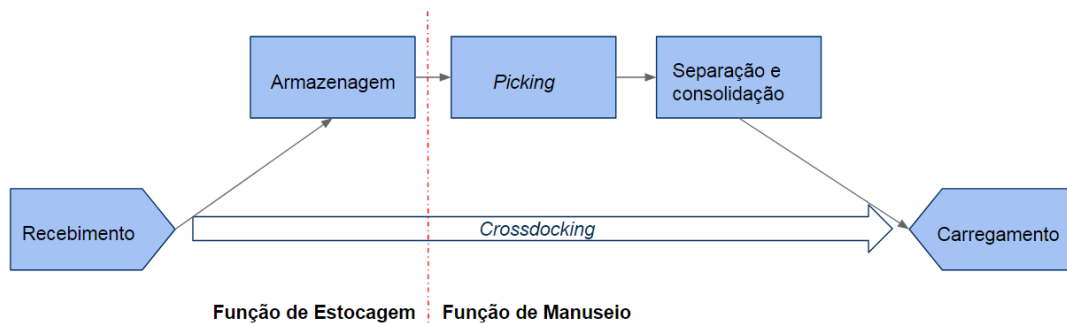 Armazenagem
Picking
Separação e
consolidação
Recebimento
Crossdocking
Carregamento
Função de Estocagem
Função de Manuseio